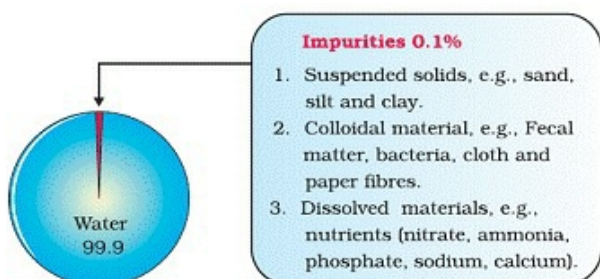 Impurities 0.1%
1. Suspended solids, e.g., sand,
silt and clay.
2. Colloidal material, e.g., Fecal
matter, bacteria, cloth and
paper fibres.
3. Dissolved materials, e.g.,
nutrients (nitrate, ammonia,
phosphate, sodium, calcium).
Water
99.9